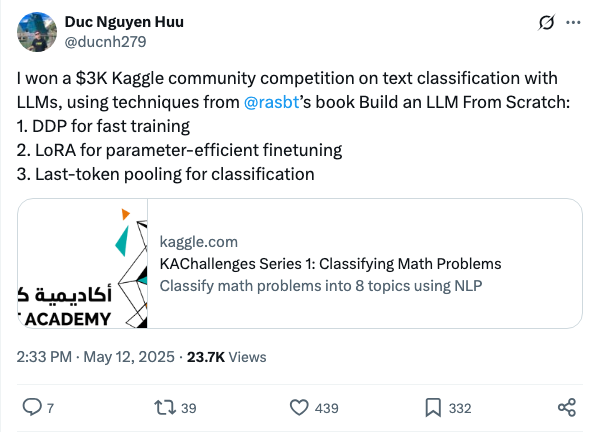 Duc Nguyen Huu
@ducnh279
I won a $3K Kaggle community competition on text classification with
LLMs, using techniques from @rasbt's book Build an LLM From Scratch:
1. DDP for fast training
2. LoRA for parameter-efficient finetuning
3. Last-token pooling for classification
أكاديمية
ACADEMY
kaggle.com
KAChallenges Series 1: Classifying Math Problems
Classify math problems into 8 topics using NLP
2:33 PM · May 12, 2025 · 23.7K Views
7
39
439
332